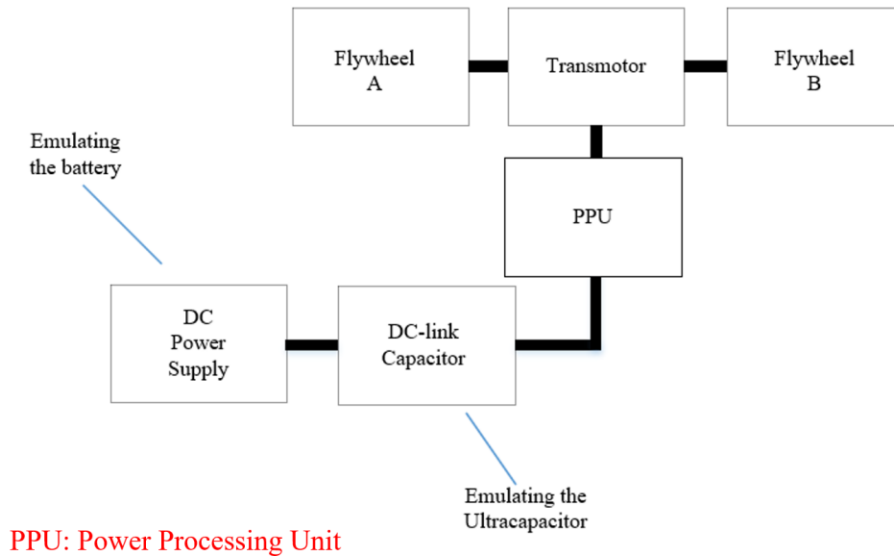 Flywheel
A
Transmotor
Flywheel
B
Emulating
the battery
PPU
DC
Power
Supply
DC-link
Capacitor
Emulating the
Ultracapacitor
PPU: Power Processing Unit